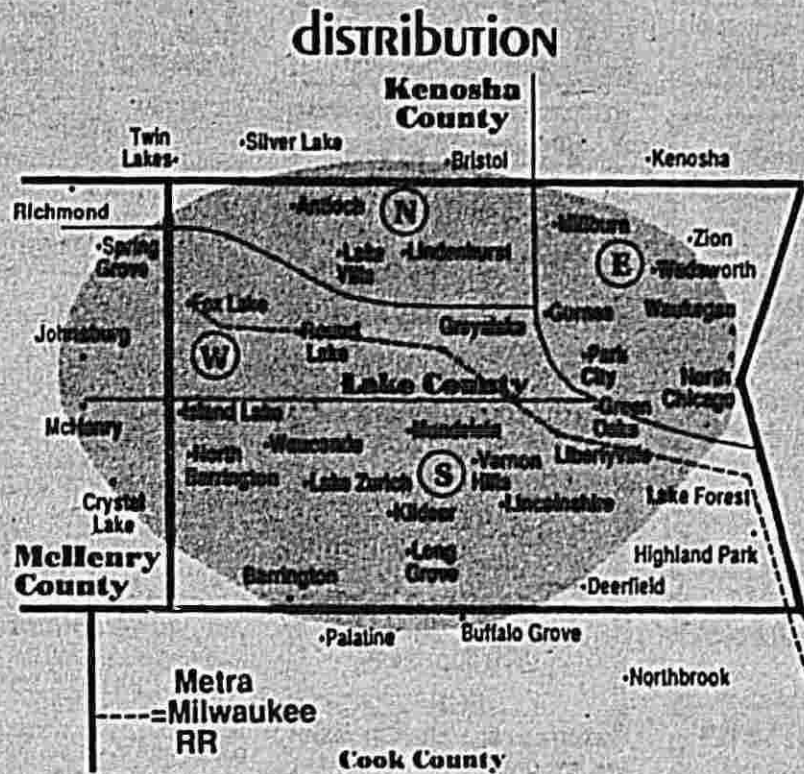 distribution
Kenosha
County
Twin
Lakes
Silver Lake
Bristol
Kenosha
Richmond
Antioch
N
Millburn
Zion
Spring
Grove
Lake
Villa
Lindenhurst
E
Wadsworth
Fox Lake
Grayslake
Gurnee
Waukegan
Johnsburg
W
Round
Lake
Park
City
North
Chicago
Lake County
McHenry
Island Lake
Green
Oaks
Mundelein
North
Barrington
Wauconda
Lake Zurich
S
Vernon
Hills
Libertyville
Crystal
Lake
Kildeer
Lincolnshire
Lake Forest
McHenry
County
Barrington
Long
Grove
Highland Park
Deerfield
Palatine
Buffalo Grove
Northbrook
Metra
----=Milwaukee
RR
Cook County